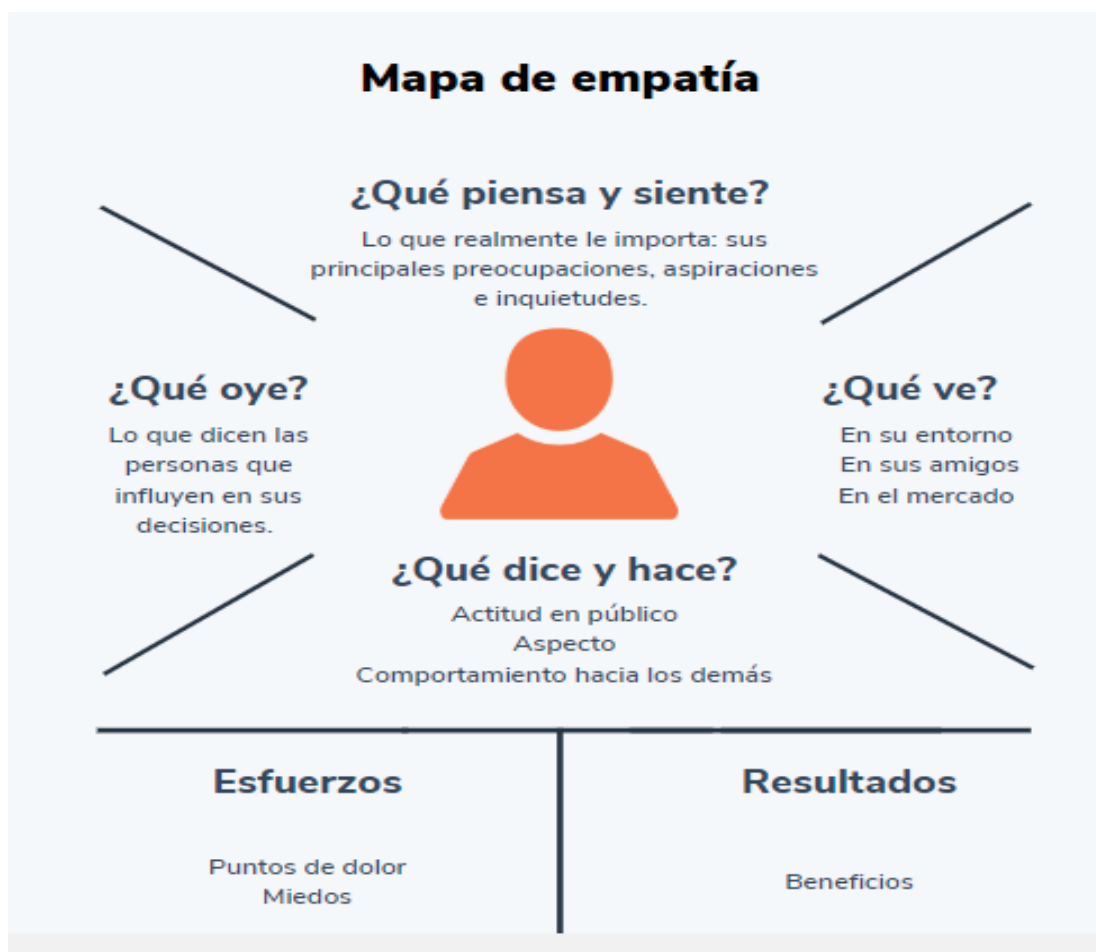 Mapa de empatía
¿Qué piensa y siente?
Lo que realmente le importa: sus
principales preocupaciones, aspiraciones
e inquietudes.
¿Qué oye?
Lo que dicen las
personas que
influyen en sus
decisiones.
¿Qué ve?
En su entorno
En sus amigos
En el mercado
¿Qué dice y hace?
Actitud en público
Aspecto
Comportamiento hacia los demás
Esfuerzos
Puntos de dolor
Miedos
Resultados
Beneficios